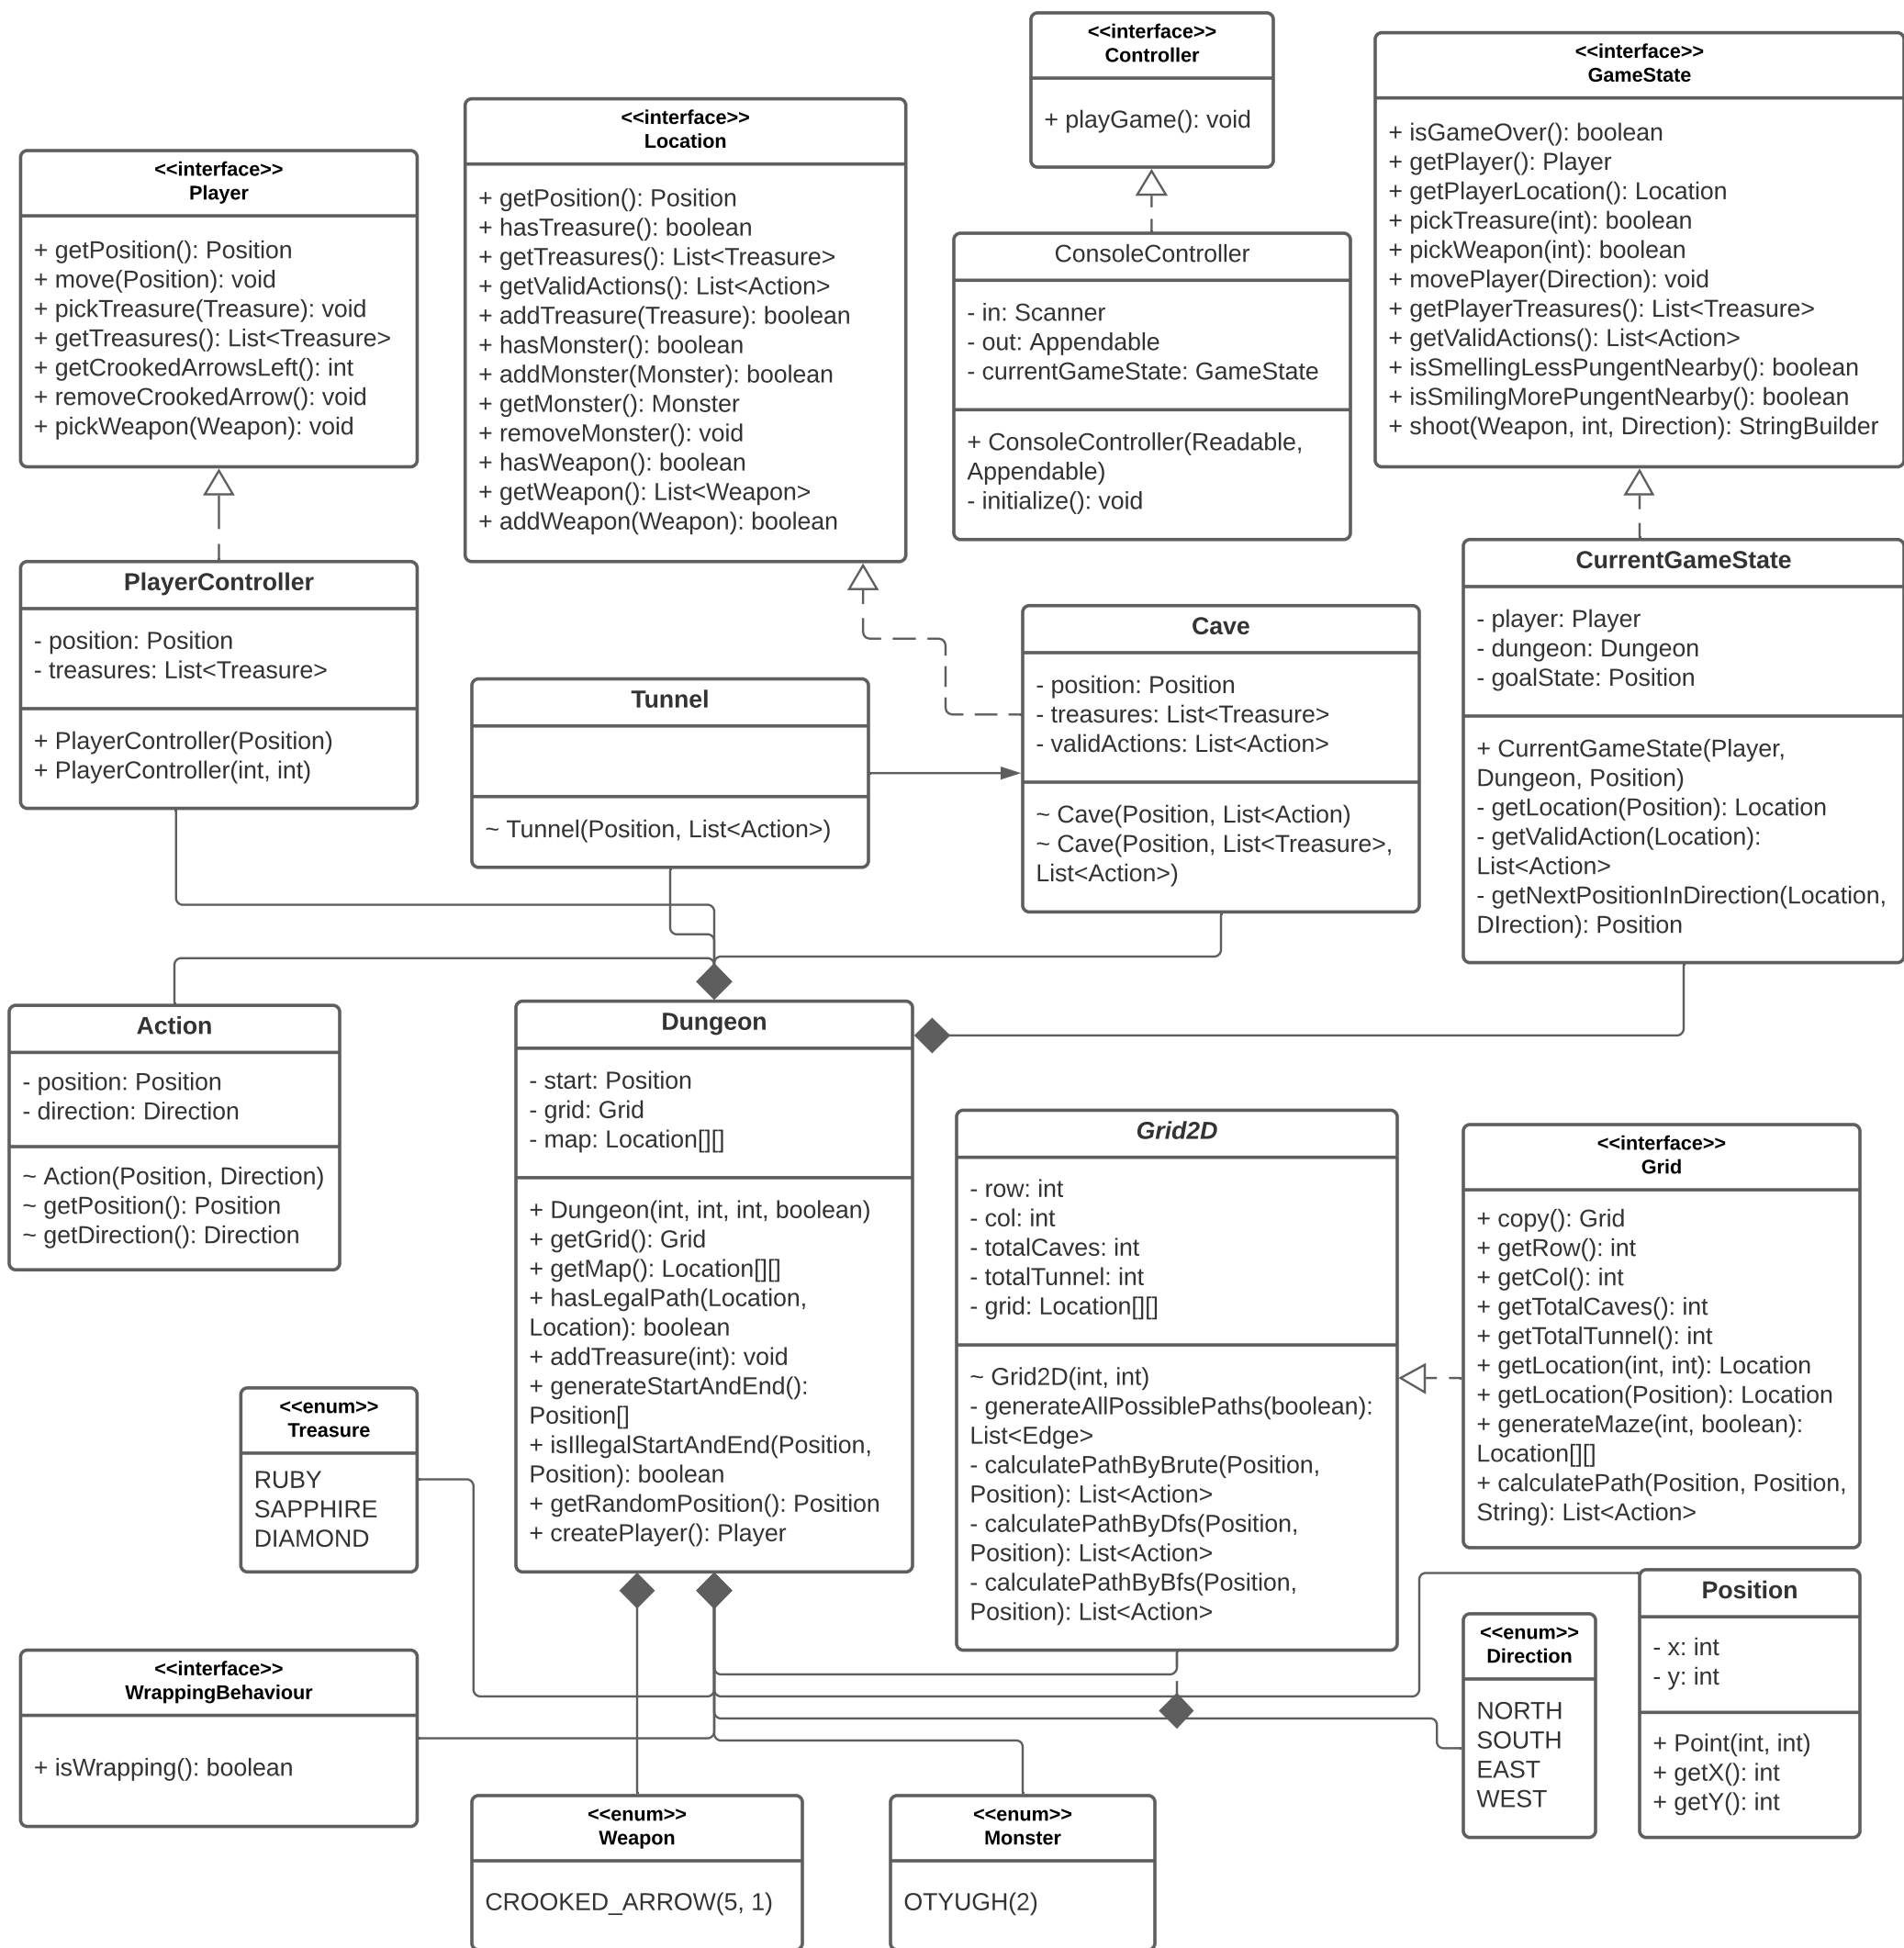 <<interface>>
Player
+ getPosition(): Position
+ move(Position): void
+ pickTreasure(Treasure): void
+ getTreasures(): List<Treasure>
+ getCrookedArrowsLeft(): int
+ removeCrookedArrow(): void
+ pickWeapon(Weapon): void
<<interface>>
Location
+ getPosition(): Position
+ hasTreasure(): boolean
+ getTreasures(): List<Treasure>
+ getValidActions(): List<Action>
+ addTreasure(Treasure): boolean
+ hasMonster(): boolean
+ addMonster(Monster): boolean
+ getMonster(): Monster
+ removeMonster(): void
+ hasWeapon(): boolean
+ getWeapon(): List<Weapon>
+ addWeapon(Weapon): boolean
<<interface>>
Controller
+ playGame(): void
ConsoleController
- in: Scanner
- out: Appendable
- currentGameState: GameState
+ ConsoleController(Readable,
Appendable)
- initialize(): void
<<interface>>
GameState
+ isGameOver(): boolean
+ getPlayer(): Player
+ getPlayerLocation(): Location
+ pickTreasure(int): boolean
+ pickWeapon(int): boolean
+ movePlayer(Direction): void
+ getPlayerTreasures(): List<Treasure>
+ getValidActions(): List<Action>
+ isSmellingLessPungentNearby(): boolean
+ isSmilingMorePungentNearby(): boolean
+ shoot(Weapon, int, Direction): StringBuilder
PlayerController
- position: Position
- treasures: List<Treasure>
+ PlayerController(Position)
+ PlayerController(int, int)
Tunnel
~ Tunnel(Position, List<Action>)
Cave
- position: Position
- treasures: List<Treasure>
- validActions: List<Action>
~ Cave(Position, List<Action)
~ Cave(Position, List<Treasure>,
List<Action>)
CurrentGameState
- player: Player
- dungeon: Dungeon
- goalState: Position
+ CurrentGameState(Player,
Dungeon, Position)
- getLocation(Position): Location
- getValidAction(Location):
List<Action>
- getNextPositionInDirection(Location,
DIrection): Position
Action
- position: Position
- direction: Direction
~ Action(Position, Direction)
~ getPosition(): Position
~ getDirection(): Direction
Dungeon
- start: Position
- grid: Grid
- map: Location[][]
+ Dungeon(int, int, int, boolean)
+ getGrid(): Grid
+ getMap(): Location[][]
+ hasLegalPath(Location,
Location): boolean
+ addTreasure(int): void
+ generateStartAndEnd():
Position[]
+ isIllegalStartAndEnd(Position,
Position): boolean
+ getRandomPosition(): Position
+ createPlayer(): Player
Grid2D
- row: int
- col: int
- totalCaves: int
- totalTunnel: int
- grid: Location[][]
~ Grid2D(int, int)
- generateAllPossiblePaths(boolean):
List<Edge>
- calculatePathByBrute(Position,
Position): List<Action>
- calculatePathByDfs(Position,
Position): List<Action>
- calculatePathByBfs(Position,
Position): List<Action>
<<interface>>
Grid
+ copy(): Grid
+ getRow(): int
+ getCol(): int
+ getTotalCaves(): int
+ getTotalTunnel(): int
+ getLocation(int, int): Location
+ getLocation(Position): Location
+ generateMaze(int, boolean):
Location[][]
+ calculatePath(Position, Position,
String): List<Action>
<<enum>>
Treasure
RUBY
SAPPHIRE
DIAMOND
<<interface>>
WrappingBehaviour
+ isWrapping(): boolean
<<enum>>
Weapon
CROOKED_ARROW(5, 1)
<<enum>>
Monster
OTYUGH(2)
<<enum>>
Direction
NORTH
SOUTH
EAST
WEST
Position
- x: int
- y: int
+ Point(int, int)
+ getX(): int
+ getY(): int